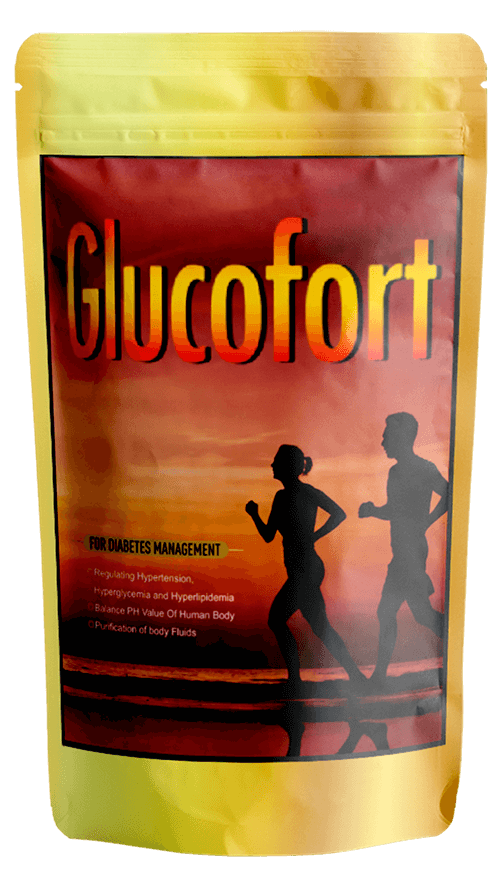 Glucofort
FOR DIABETES MANAGEMENT
Regulating Hypertension,
Hyperglycemia and Hyperlipidemia
Balance PH Value Of Human Body
Purification of body Fluids